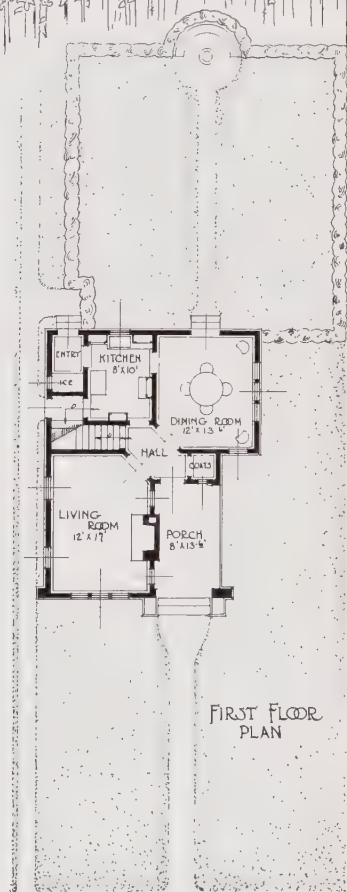 ENTRY
KITCHEN
8' X 10'
ICE
DINING ROOM
12' X 13'-6"
HALL
COATS
LIVING
ROOM
12' X 17'
PORCH
8' X 13'-6"
FIRST FLOOR
PLAN